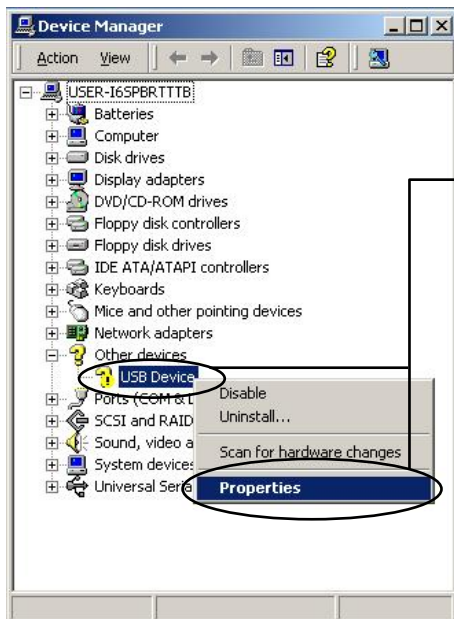 Device Manager
Action View
USER-I6SPBRTTTB
Batteries
Computer
Disk drives
Display adapters
DVD/CD-ROM drives
Floppy disk controllers
Floppy disk drives
IDE ATA/ATAPI controllers
Keyboards
Mice and other pointing devices
Network adapters
Other devices
USB Device
Ports (COM & L
SCSI and RAID
Sound, video a
System devices
Universal Seria
Disable
Uninstall...
Scan for hardware changes
Properties